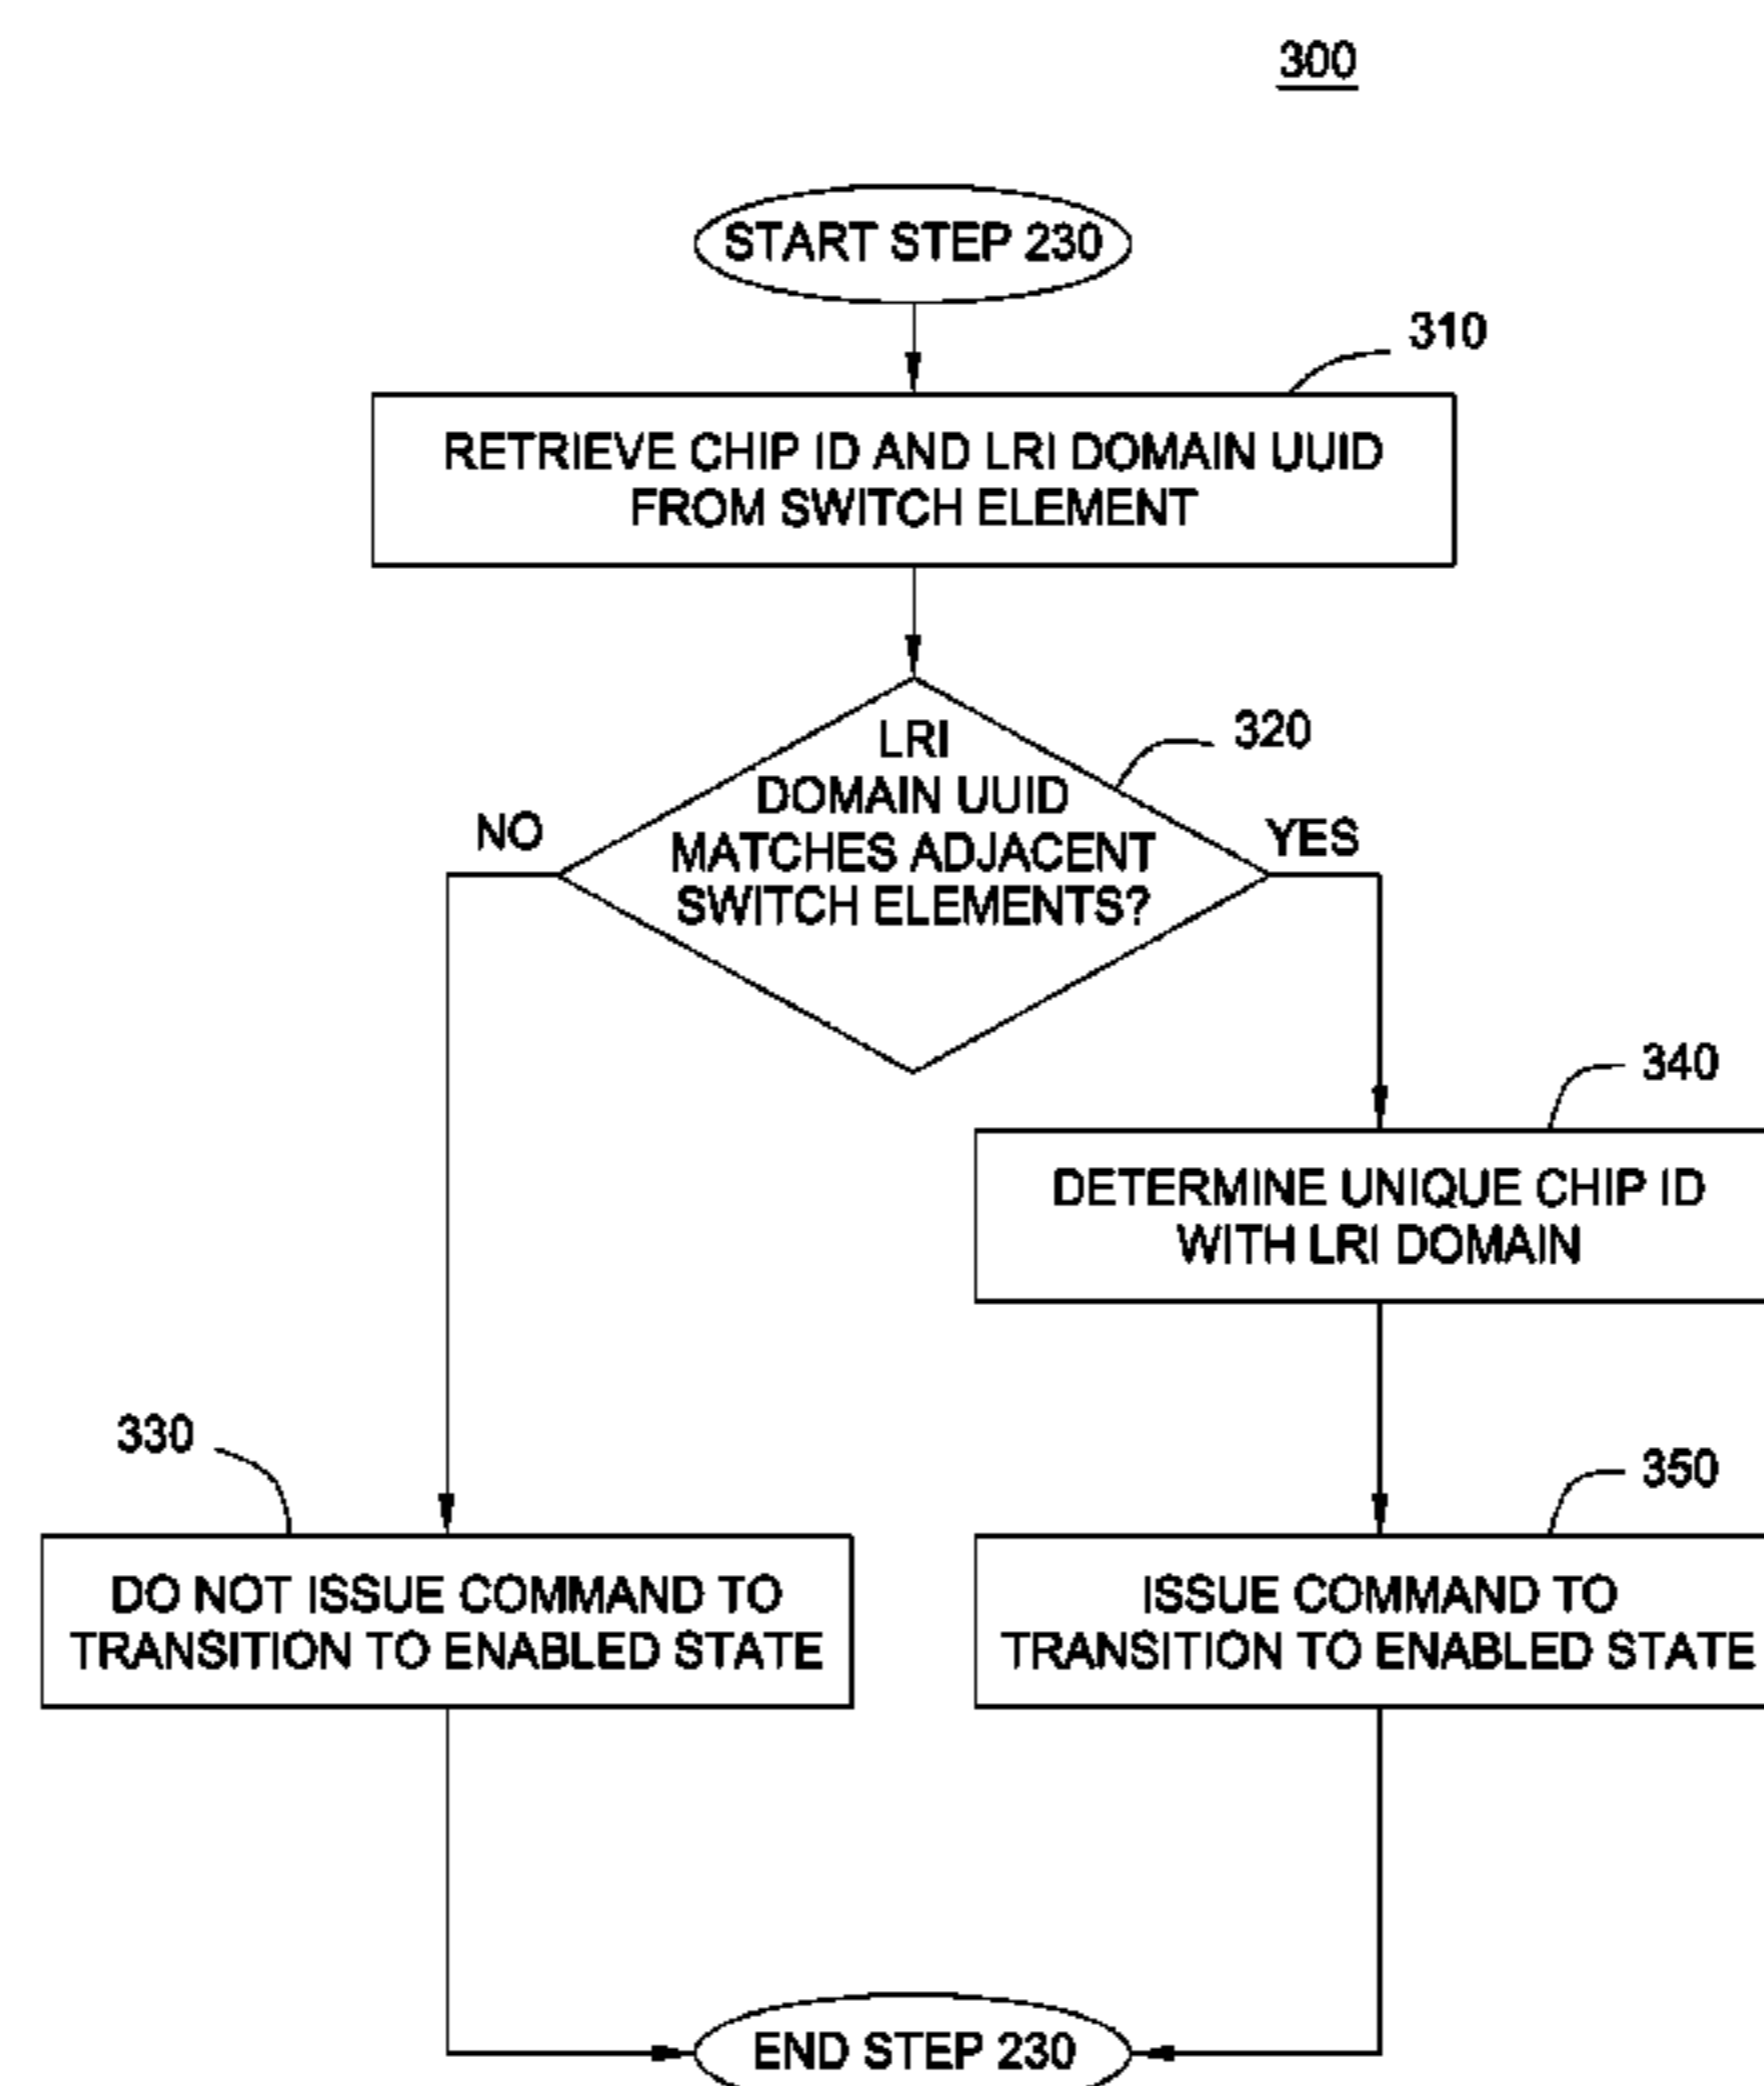 300
START STEP 230
310
RETRIEVE CHIP ID AND LRI DOMAIN UUID
FROM SWITCH ELEMENT
320
LRI
DOMAIN UUID
MATCHES ADJACENT
SWITCH ELEMENTS?
NO
YES
340
DETERMINE UNIQUE CHIP ID
WITH LRI DOMAIN
330
DO NOT ISSUE COMMAND TO
TRANSITION TO ENABLED STATE
350
ISSUE COMMAND TO
TRANSITION TO ENABLED STATE
END STEP 230